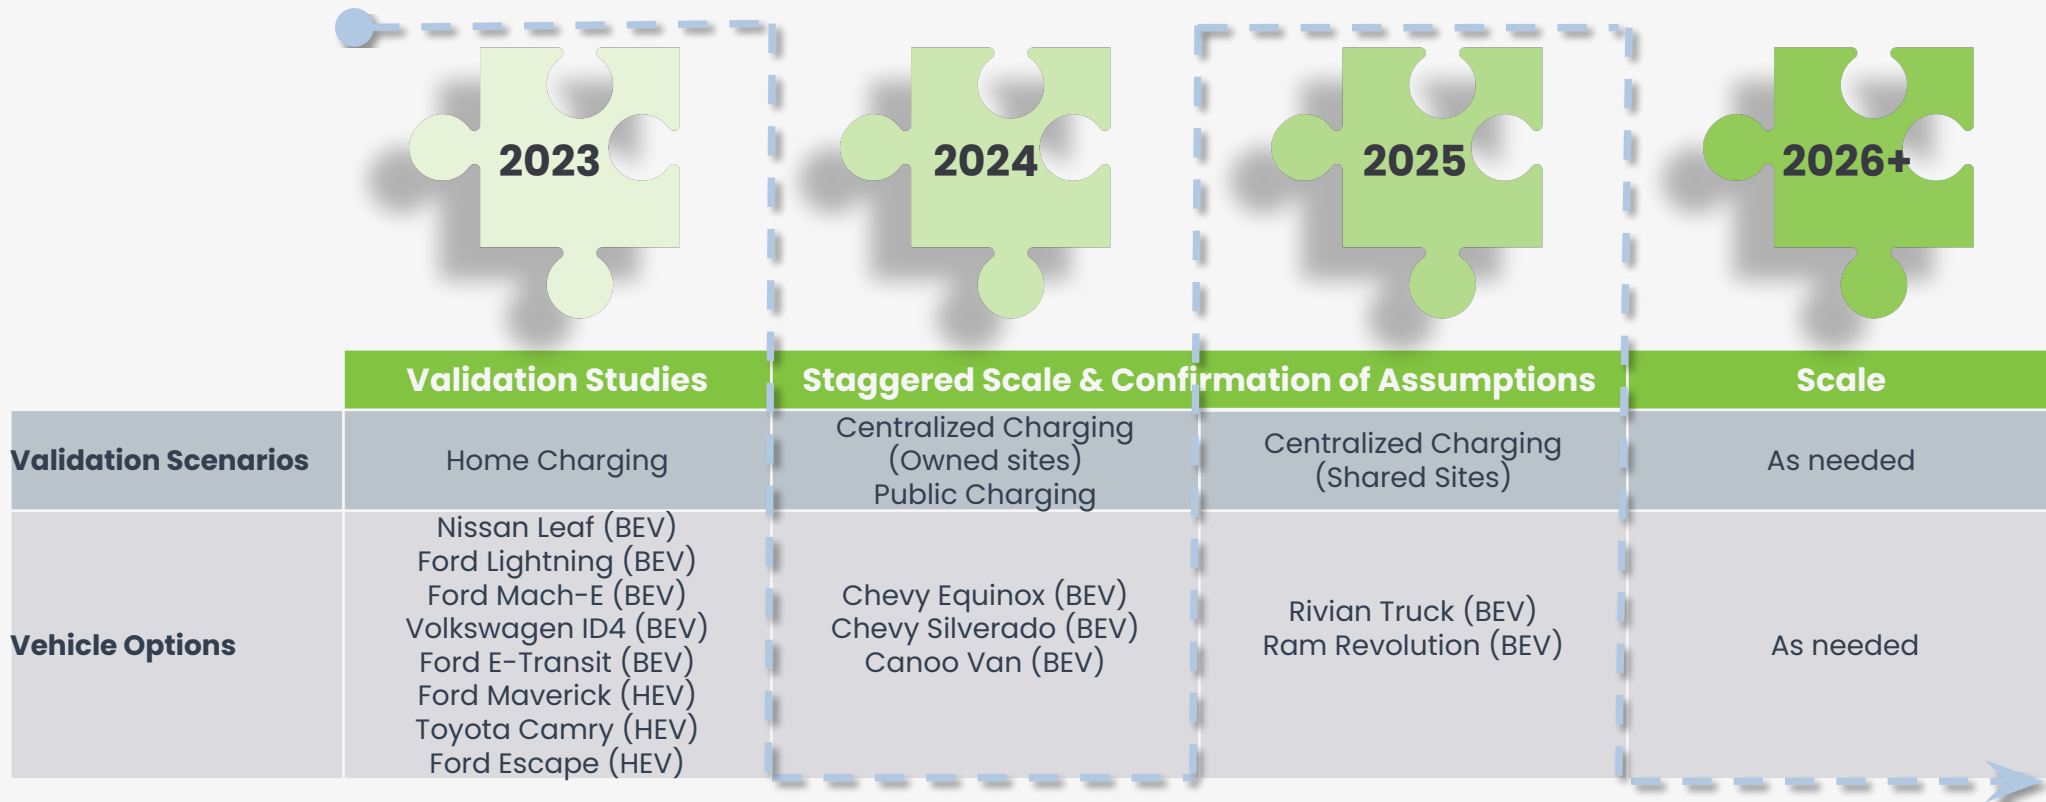 2023
2024
2025
2026+
Validation Studies
Staggered Scale & Confirmation of Assumptions
Scale
Validation Scenarios
Home Charging
Centralized Charging
(Owned sites)
Public Charging
Centralized Charging
(Shared Sites)
As needed
Vehicle Options
Nissan Leaf (BEV)
Ford Lightning (BEV)
Ford Mach-E (BEV)
Volkswagen ID4 (BEV)
Ford E-Transit (BEV)
Ford Maverick (HEV)
Toyota Camry (HEV)
Ford Escape (HEV)
Chevy Equinox (BEV)
Chevy Silverado (BEV)
Canoo Van (BEV)
Rivian Truck (BEV)
Ram Revolution (BEV)
As needed